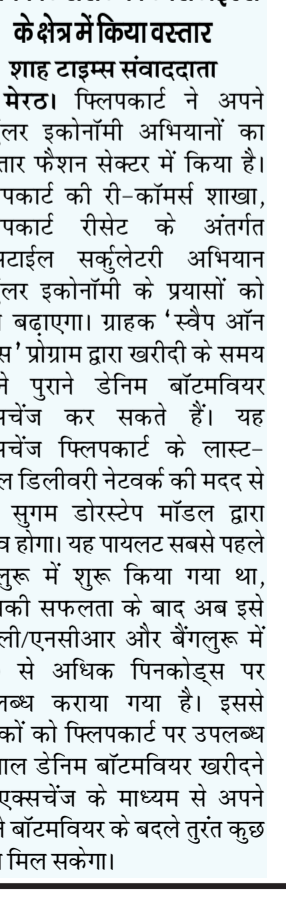 के क्षेत्र में किया वस्तार
शाह टाइम्स संवाददाता
मेरठ। फ्लिपकार्ट ने अपने
लर इकोनॉमी अभियानों का
तार फैशन सेक्टर में किया है।
पकार्ट की री-कॉमर्स शाखा,
पकार्ट रीसेट के अंतर्गत
सटाईल सर्कुलेटरी अभियान
लर इकोनॉमी के प्रयासों को
बढ़ाएगा। ग्राहक ‘स्वैप ऑन
स’ प्रोग्राम द्वारा खरीदी के समय
ने पुराने डेनिम बॉटमवियर
सचेंज कर सकते हैं। यह
सचेंज फ्लिपकार्ट के लास्ट-
ल डिलीवरी नेटवर्क की मदद से
सुगम डोरस्टेप मॉडल द्वारा
व होगा। यह पायलट सबसे पहले
लुरू में शुरू किया गया था,
की सफलता के बाद अब इसे
ली/एनसीआर और बैंगलुरू में
से अधिक पिनकोड्स पर
लब्ध कराया गया है। इससे
कों को फ्लिपकार्ट पर उपलब्ध
ाल डेनिम बॉटमवियर खरीदने
एक्सचेंज के माध्यम से अपने
बॉटमवियर के बदले तुरंत कुछ
मिल सकेगा।